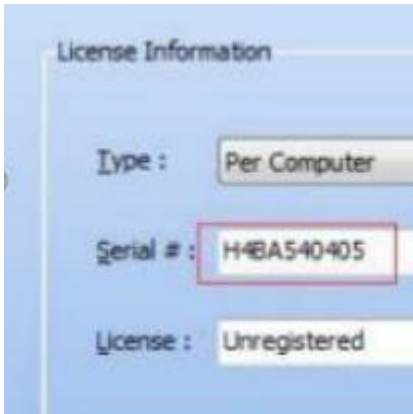 License Information
Type : Per Computer
Serial # : H4BA540405
License : Unregistered